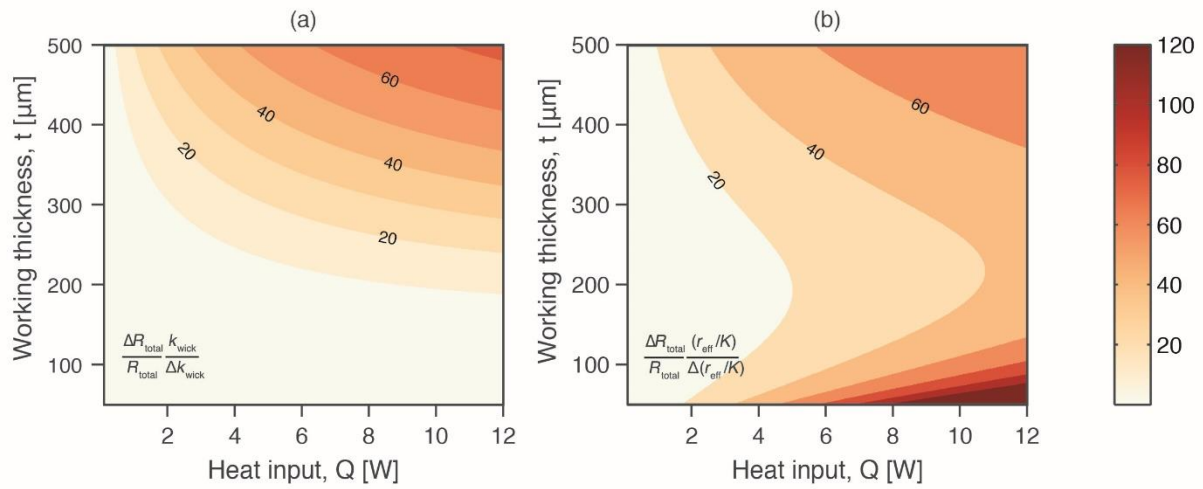 (a)
Working thickness, t [µm]
500
400
300
200
100
20
40
60
40
20
ΔR_total k_wick
R_total Δk_wick
2 4 6 8 10 12
Heat input, Q [W]
(b)
Working thickness, t [µm]
500
400
300
200
100
20
40
60
ΔR_total (r_eff/K)
R_total Δ(r_eff/K)
2 4 6 8 10 12
Heat input, Q [W]
120
100
80
60
40
20